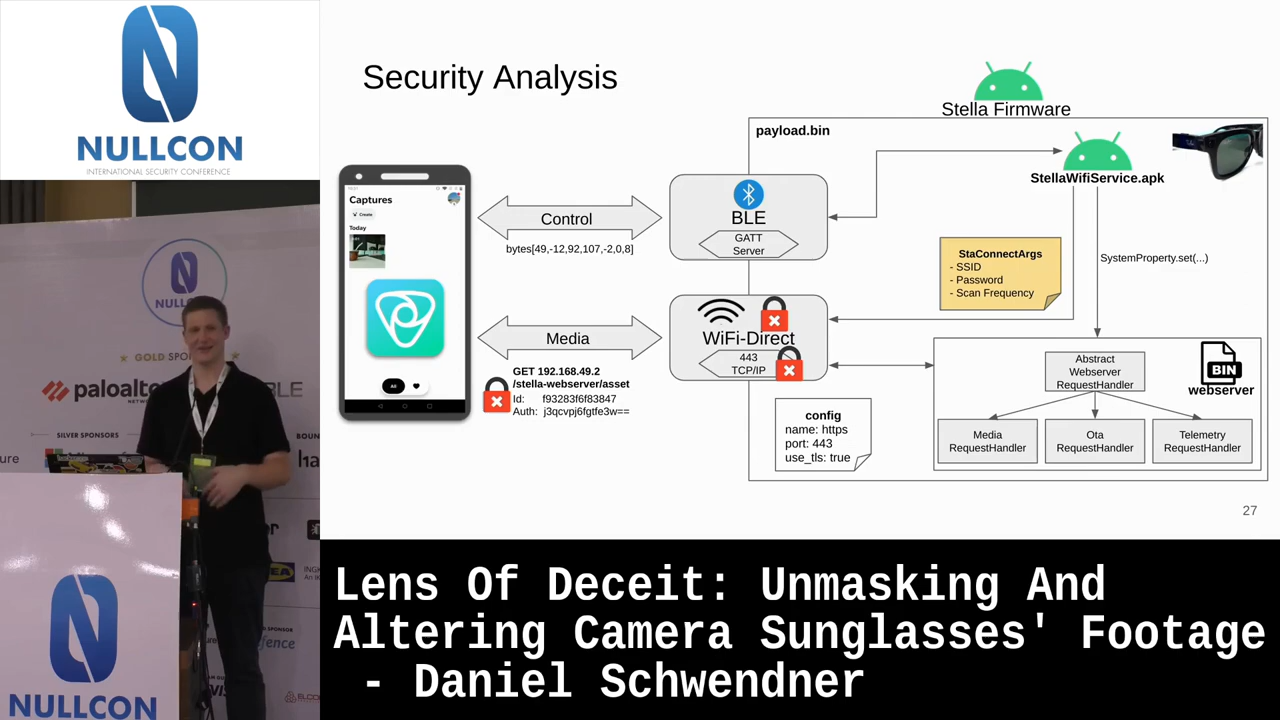 NULLCON
INTERNATIONAL SECURITY CONFERENCE
NULLCON
GOLD SPO
paloalto
SILVER SPONSORS
NULLCON
Security Analysis
Captures
Create
Today
All
Control
bytes[49,-12,92,107,-2,0,8]
Media
GET 192.168.49.2
/stella-webserver/asset
Id: f93283f6f83847
Auth: j3qcvpj6fgtfe3w==
Stella Firmware
payload.bin
BLE
GATT
Server
WiFi-Direct
443
TCP/IP
StellaWifiService.apk
StaConnectArgs
- SSID
- Password
- Scan Frequency
SystemProperty.set(...)
config
name: https
port: 443
use_tls: true
Abstract
Webserver
RequestHandler
BIN
webserver
Media
RequestHandler
Ota
RequestHandler
Telemetry
RequestHandler
27
Lens Of Deceit: Unmasking And
Altering Camera Sunglasses' Footage
- Daniel Schwendner